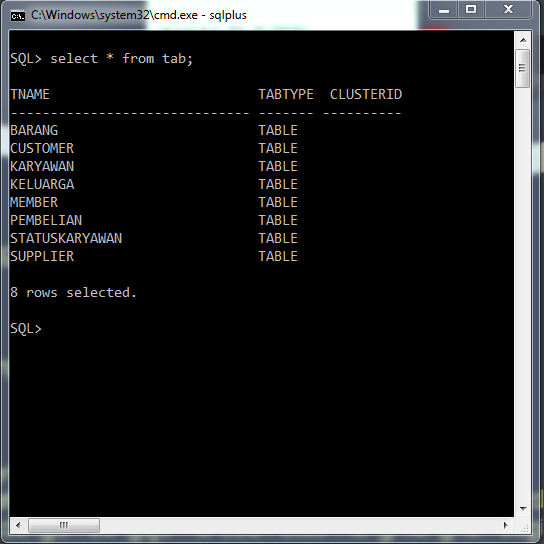 C:\Windows\system32\cmd.exe - sqlplus
SQL> select * from tab;
TNAME                          TABTYPE  CLUSTERID
------------------------------ ------- ----------
BARANG                         TABLE
CUSTOMER                       TABLE
KARYAWAN                       TABLE
KELUARGA                       TABLE
MEMBER                         TABLE
PEMBELIAN                      TABLE
STATUSKARYAWAN                 TABLE
SUPPLIER                       TABLE
8 rows selected.
SQL>